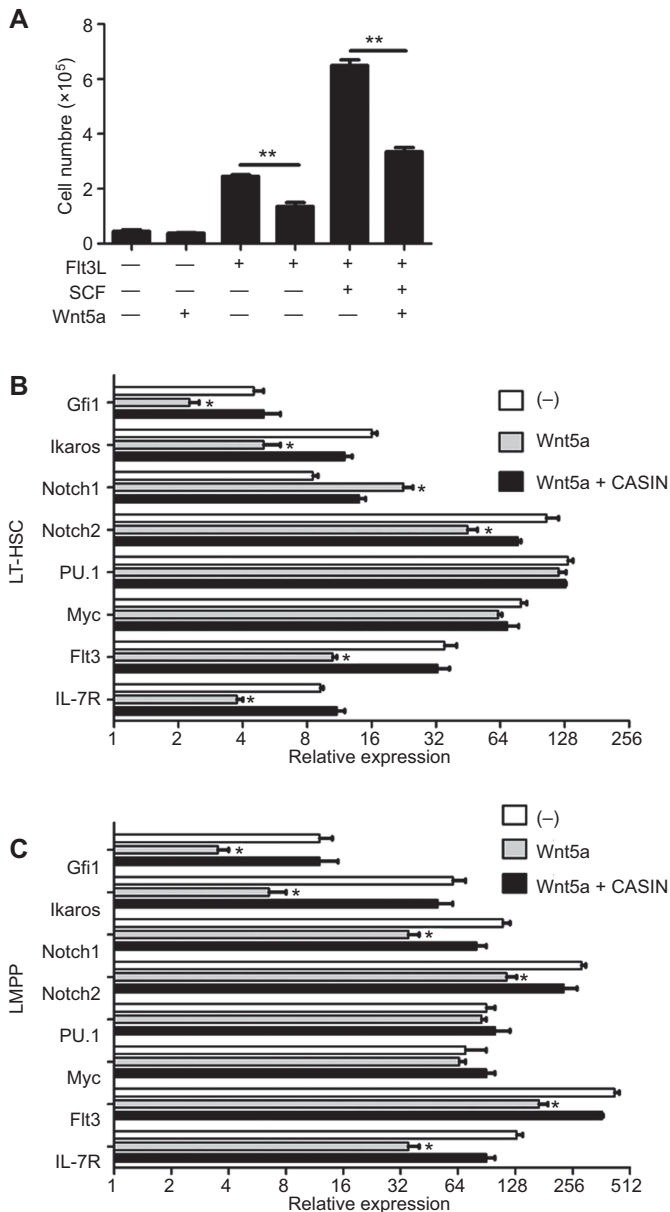 A
Cell numbre (×10⁵)
8
6
4
2
0
**
**
Flt3L — — + + + +
SCF — — — — + +
Wnt5a — + — — — +
B
LT-HSC
Gfi1
*
Ikaros
*
Notch1
*
Notch2
*
PU.1
Myc
Flt3
*
IL-7R
*
(–)
Wnt5a
Wnt5a + CASIN
1 2 4 8 16 32 64 128 256
Relative expression
C
LMPP
Gfi1
*
Ikaros
*
Notch1
*
Notch2
*
PU.1
Myc
Flt3
*
IL-7R
*
(–)
Wnt5a
Wnt5a + CASIN
1 2 4 8 16 32 64 128 256 512
Relative expression